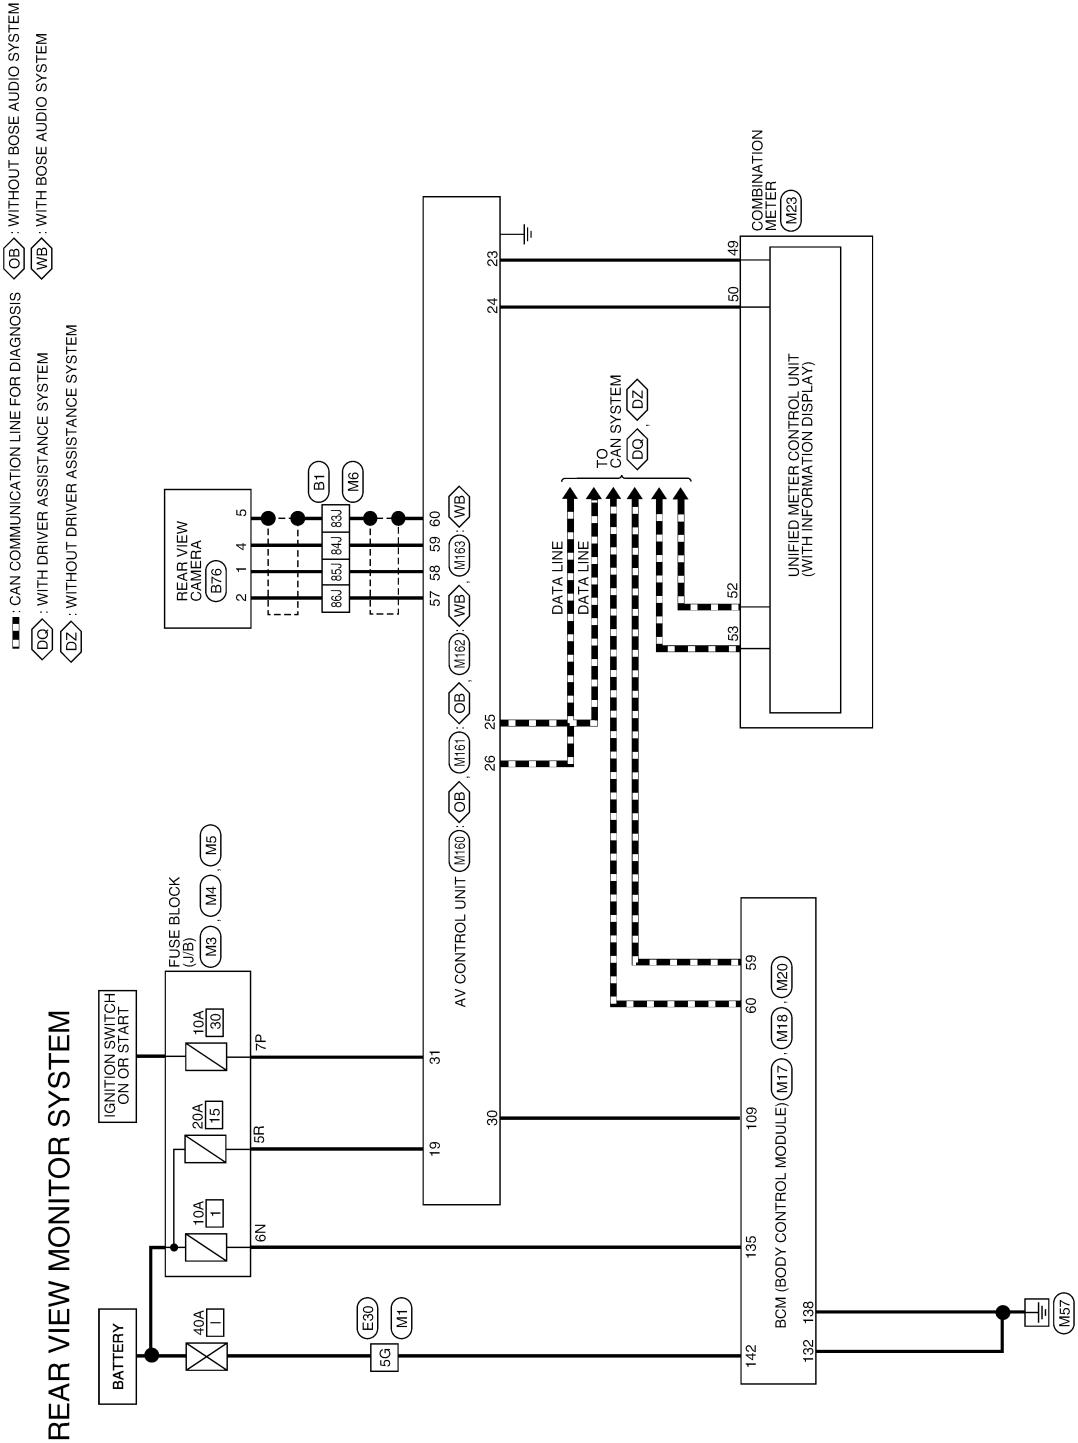 REAR VIEW MONITOR SYSTEM
: CAN COMMUNICATION LINE FOR DIAGNOSIS
OB : WITHOUT BOSE AUDIO SYSTEM
DQ : WITH DRIVER ASSISTANCE SYSTEM
WB : WITH BOSE AUDIO SYSTEM
DZ : WITHOUT DRIVER ASSISTANCE SYSTEM
BATTERY
IGNITION SWITCH
ON OR START
40A
I
10A
1
20A
15
10A
30
FUSE BLOCK
(J/B)
M3 , M4 , M5
6N
5R
7P
REAR VIEW
CAMERA
B76
2 1 4 5
86J 85J 84J 83J
B1
M6
5G
E30
M1
19 31 57 58 59 60
AV CONTROL UNIT M160 : OB , M161 : OB , M162 : WB , M163 : WB
30 26 25 24 23
DATA LINE
DATA LINE
TO
CAN SYSTEM
DQ , DZ
142 135 109 60 59
BCM (BODY CONTROL MODULE) M17 , M18 , M20
132 138
M57
53 52 50 49
COMBINATION
METER
M23
UNIFIED METER CONTROL UNIT
(WITH INFORMATION DISPLAY)